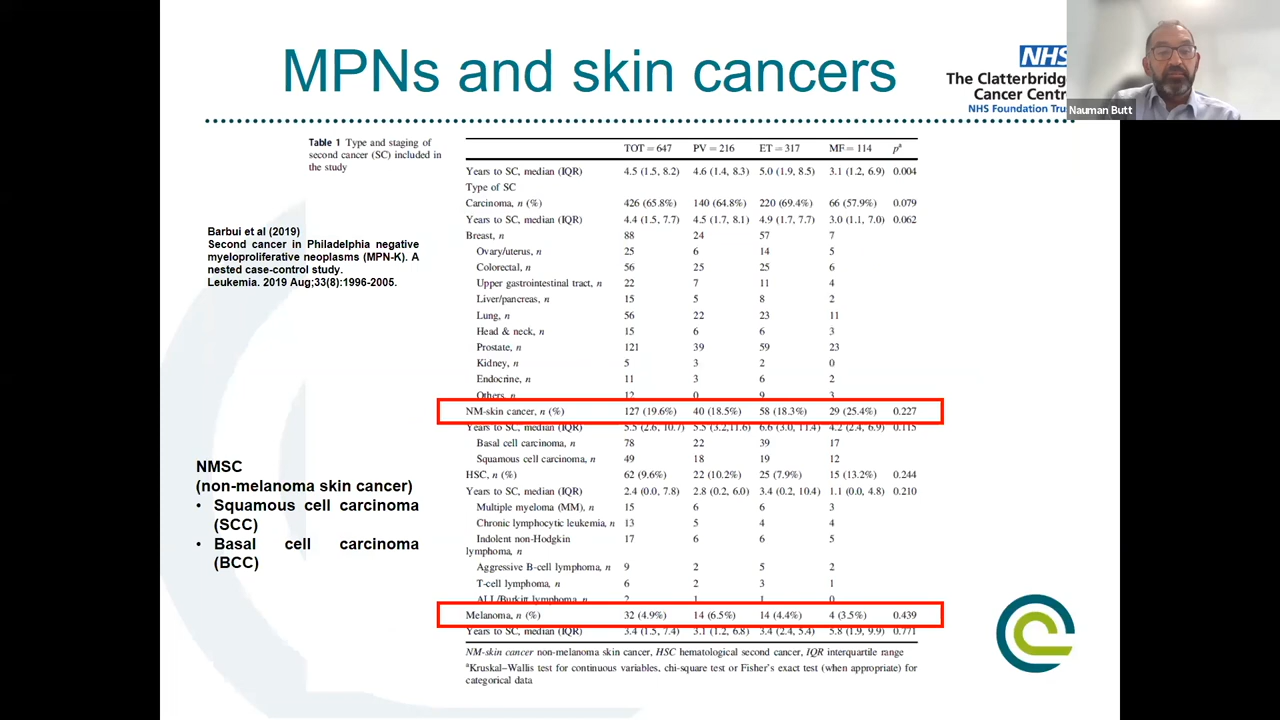 MPNs and skin cancers
NHS
The Clatterbridg
Cancer Centr
NHS Foundation Tru
Nauman Butt
Table 1 Type and staging of
second cancer (SC) included in
the study
Barbui et al (2019)
Second cancer in Philadelphia negative
myeloproliferative neoplasms (MPN-K). A
nested case-control study.
Leukemia. 2019 Aug;33(8):1996-2005.
NMSC
(non-melanoma skin cancer)
• Squamous cell carcinoma
(SCC)
• Basal cell carcinoma
(BCC)
TOT = 647 PV = 216 ET = 317 MF = 114 pa
Years to SC, median (IQR) 4.5 (1.5, 8.2) 4.6 (1.4, 8.3) 5.0 (1.9, 8.5) 3.1 (1.2, 6.9) 0.004
Type of SC
Carcinoma, n (%) 426 (65.8%) 140 (64.8%) 220 (69.4%) 66 (57.9%) 0.079
Years to SC, median (IQR) 4.4 (1.5, 7.7) 4.5 (1.7, 8.1) 4.9 (1.7, 7.7) 3.0 (1.1, 7.0) 0.062
Breast, n 88 24 57 7
Ovary/uterus, n 25 6 14 5
Colorectal, n 56 25 25 6
Upper gastrointestinal tract, n 22 7 11 4
Liver/pancreas, n 15 5 8 2
Lung, n 56 22 23 11
Head & neck, n 15 6 6 3
Prostate, n 121 39 59 23
Kidney, n 5 3 2 0
Endocrine, n 11 3 6 2
Others, n 12 0 9 3
NM-skin cancer, n (%) 127 (19.6%) 40 (18.5%) 58 (18.3%) 29 (25.4%) 0.227
Years to SC, median (IQR) 5.5 (2.6, 10.7) 5.5 (3.2,11.6) 6.6 (3.0, 11.4) 4.2 (2.4, 6.9) 0.115
Basal cell carcinoma, n 78 22 39 17
Squamous cell carcinoma, n 49 18 19 12
HSC, n (%) 62 (9.6%) 22 (10.2%) 25 (7.9%) 15 (13.2%) 0.244
Years to SC, median (IQR) 2.4 (0.0, 7.8) 2.8 (0.2, 6.0) 3.4 (0.2, 10.4) 1.1 (0.0, 4.8) 0.210
Multiple myeloma (MM), n 15 6 6 3
Chronic lymphocytic leukemia, n 13 5 4 4
Indolent non-Hodgkin 17 6 6 5
lymphoma, n
Aggressive B-cell lymphoma, n 9 2 5 2
T-cell lymphoma, n 6 2 3 1
ALL/Burkitt lymphoma, n 2 1 1 0
Melanoma, n (%) 32 (4.9%) 14 (6.5%) 14 (4.4%) 4 (3.5%) 0.439
Years to SC, median (IQR) 3.4 (1.5, 7.4) 3.1 (1.2, 6.8) 3.4 (2.4, 5.4) 5.8 (1.9, 9.9) 0.771
NM-skin cancer non-melanoma skin cancer, HSC hematological second cancer, IQR interquartile range
aKruskal–Wallis test for continuous variables, chi-square test or Fisher's exact test (when appropriate) for
categorical data